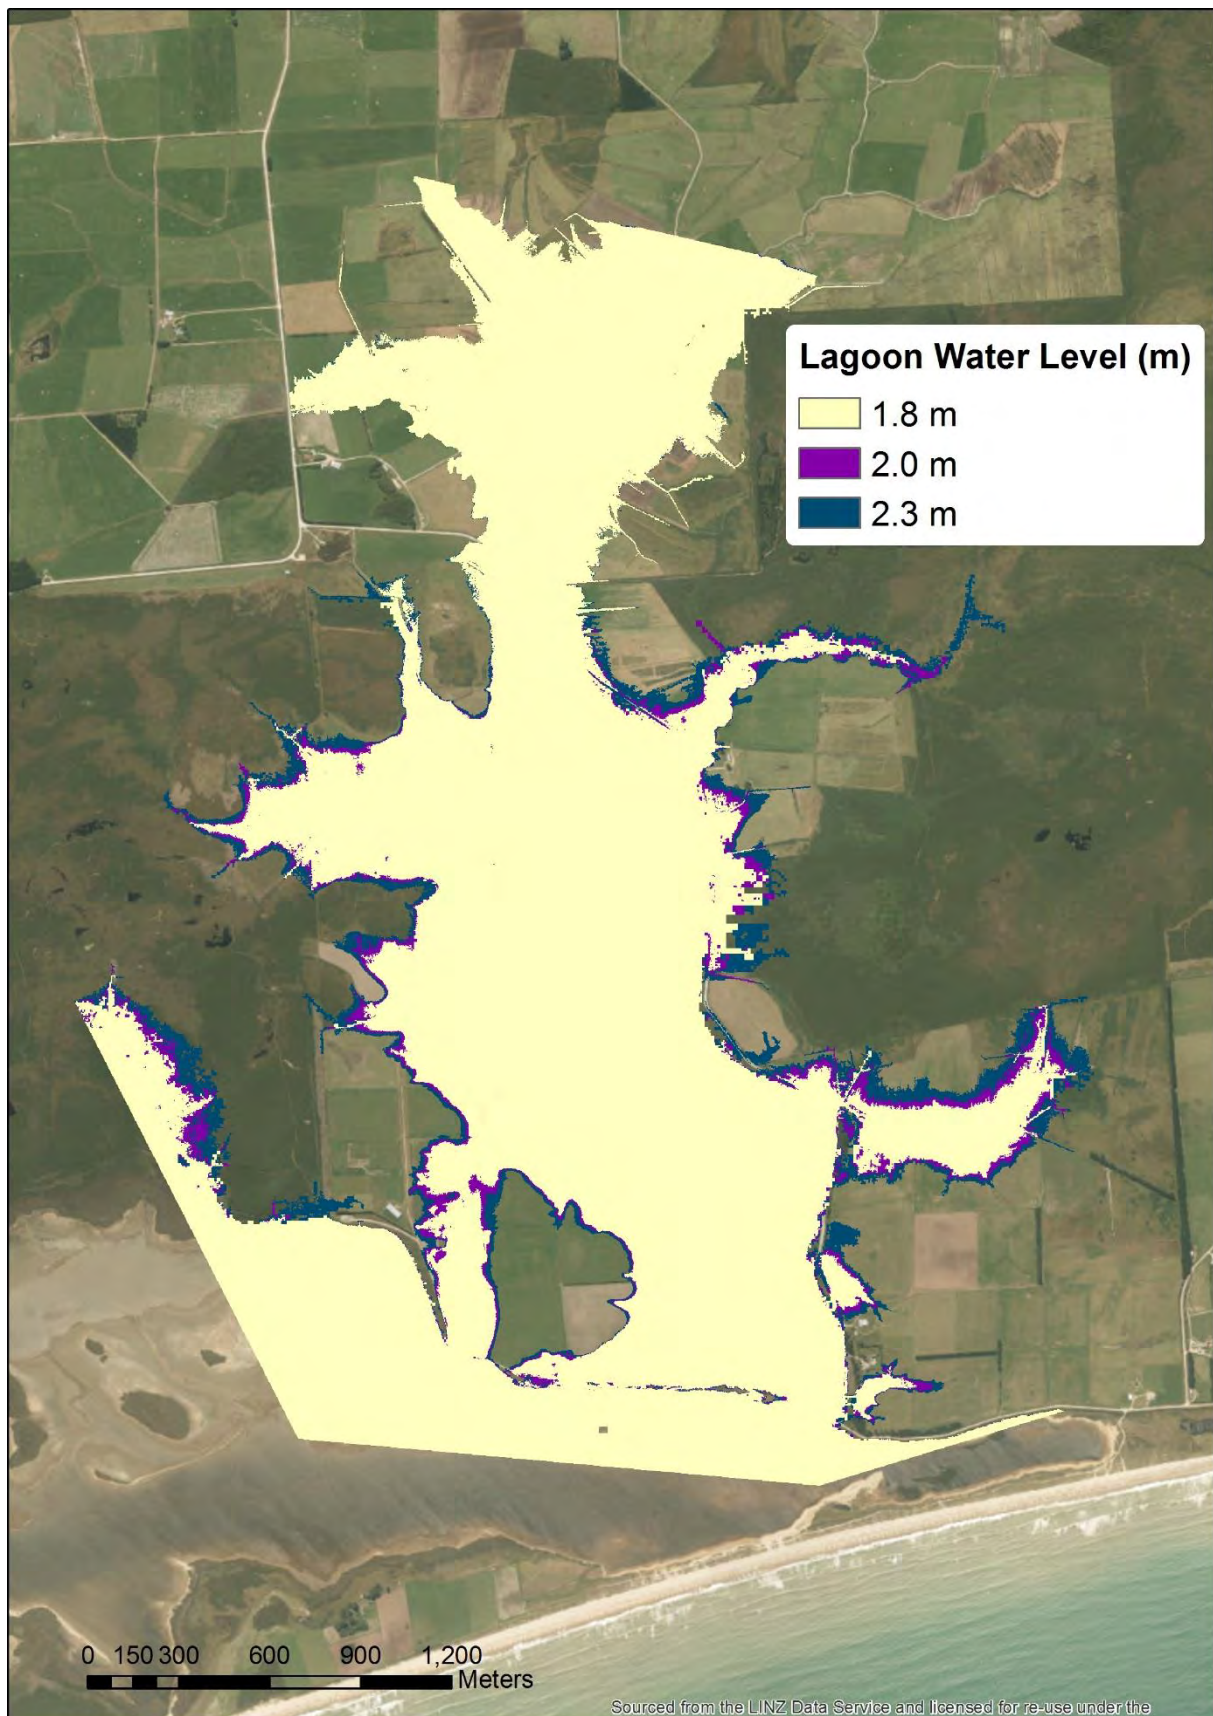 Lagoon Water Level (m)
1.8 m
2.0 m
2.3 m
0 150 300 600 900 1,200
Meters
Sourced from the LINZ Data Service and licensed for re-use under the